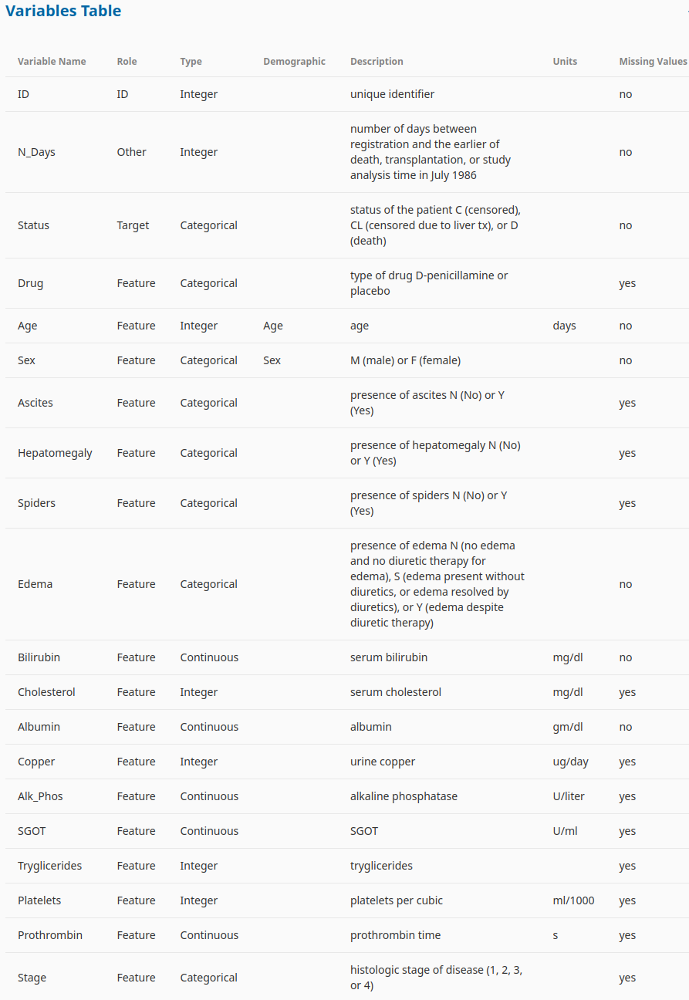 Variables Table
Variable Name Role Type Demographic Description Units Missing Values
ID ID Integer unique identifier no
number of days between
registration and the earlier of
N_Days Other Integer no
death, transplantation, or study
analysis time in July 1986
status of the patient C (censored),
Status Target Categorical CL (censored due to liver tx), or D no
(death)
type of drug D-penicillamine or
Drug Feature Categorical yes
placebo
Age Feature Integer Age age days no
Sex Feature Categorical Sex M (male) or F (female) no
presence of ascites N (No) or Y
Ascites Feature Categorical yes
(Yes)
presence of hepatomegaly N (No)
Hepatomegaly Feature Categorical yes
or Y (Yes)
presence of spiders N (No) or Y
Spiders Feature Categorical yes
(Yes)
presence of edema N (no edema
and no diuretic therapy for
edema), S (edema present without
Edema Feature Categorical no
diuretics, or edema resolved by
diuretics), or Y (edema despite
diuretic therapy)
Bilirubin Feature Continuous serum bilirubin mg/dl no
Cholesterol Feature Integer serum cholesterol mg/dl yes
Albumin Feature Continuous albumin gm/dl no
Copper Feature Integer urine copper ug/day yes
Alk_Phos Feature Continuous alkaline phosphatase U/liter yes
SGOT Feature Continuous SGOT U/ml yes
Tryglicerides Feature Integer tryglicerides yes
Platelets Feature Integer platelets per cubic ml/1000 yes
Prothrombin Feature Continuous prothrombin time s yes
histologic stage of disease (1, 2, 3,
Stage Feature Categorical yes
or 4)